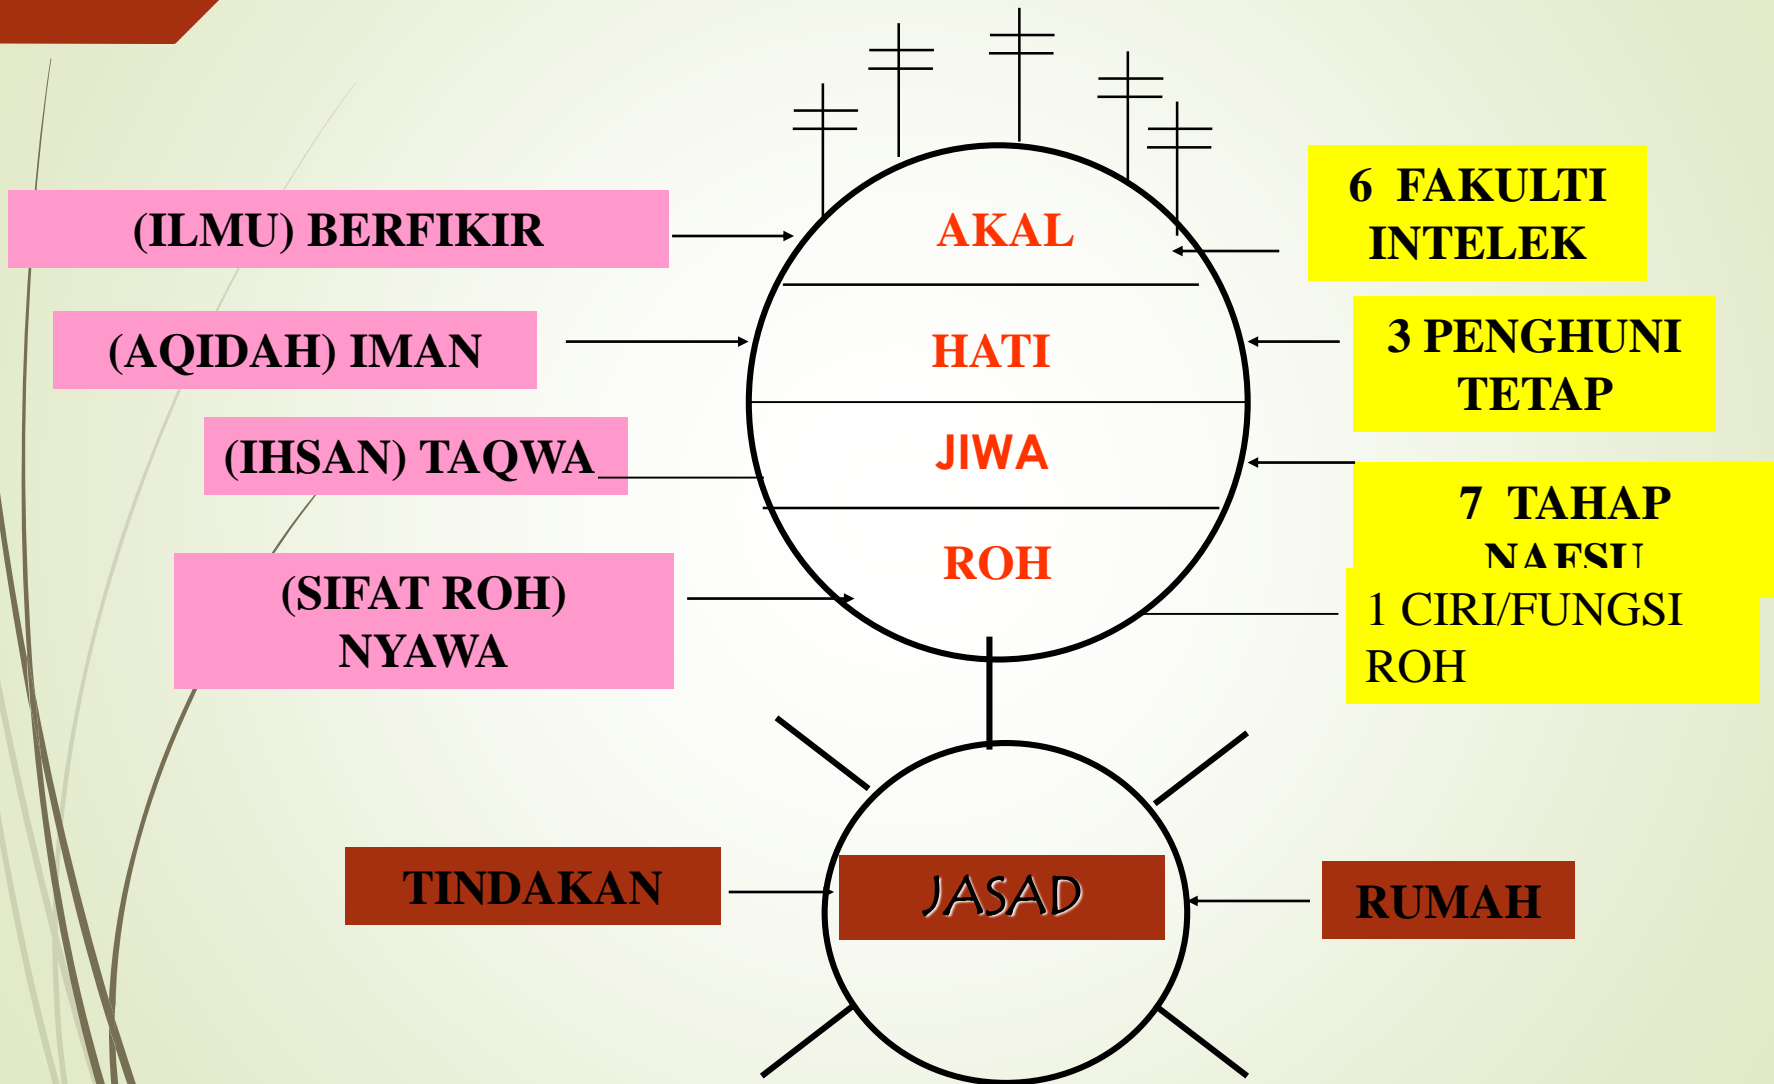 (ILMU) BERFIKIR
AKAL
6 FAKULTI
INTELEK
(AQIDAH) IMAN
HATI
3 PENGHUNI
TETAP
(IHSAN) TAQWA
JIWA
7 TAHAP
NAFSU
(SIFAT ROH)
NYAWA
ROH
1 CIRI/FUNGSI
ROH
TINDAKAN
JASAD
RUMAH